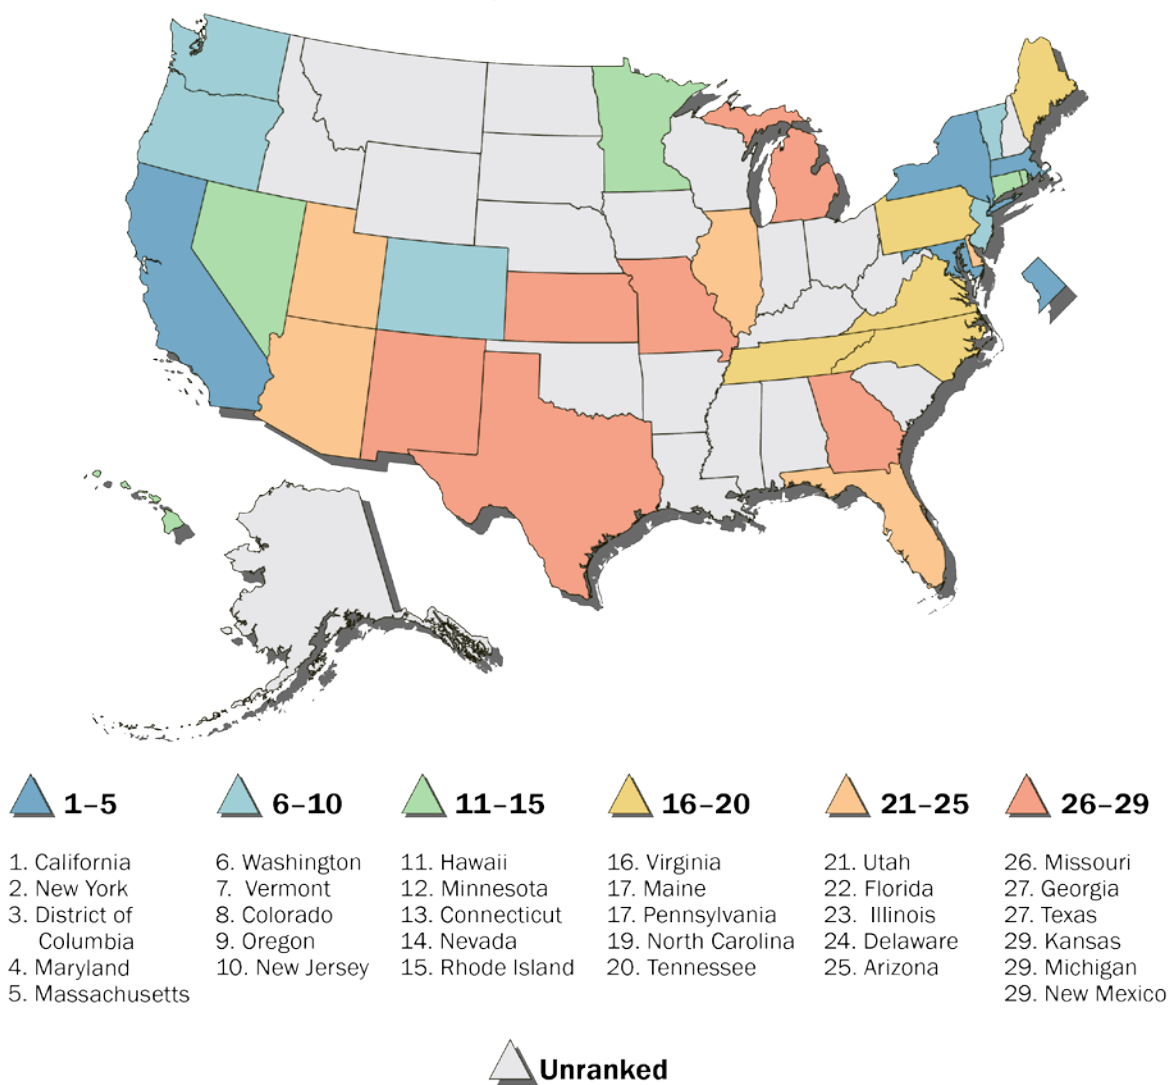 1–5
1. California
2. New York
3. District of
Columbia
4. Maryland
5. Massachusetts
6–10
6. Washington
7. Vermont
8. Colorado
9. Oregon
10. New Jersey
11–15
11. Hawaii
12. Minnesota
13. Connecticut
14. Nevada
15. Rhode Island
16–20
16. Virginia
17. Maine
17. Pennsylvania
19. North Carolina
20. Tennessee
21–25
21. Utah
22. Florida
23. Illinois
24. Delaware
25. Arizona
26–29
26. Missouri
27. Georgia
27. Texas
29. Kansas
29. Michigan
29. New Mexico
Unranked